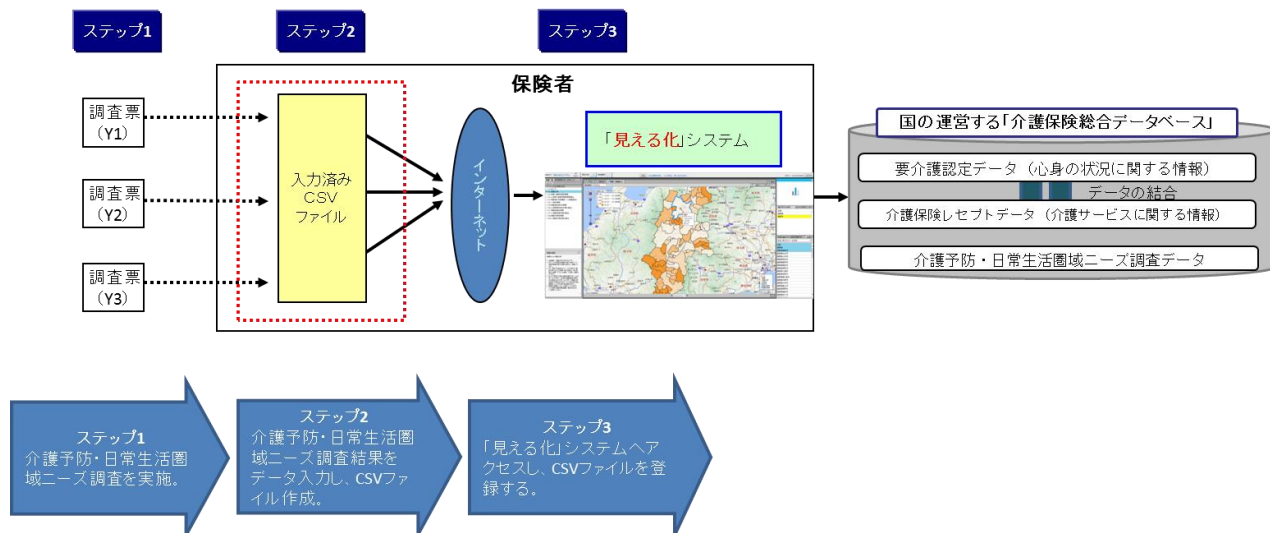 ステップ1
ステップ2
ステップ3
保険者
調査票
(Y1)
調査票
(Y2)
調査票
(Y3)
入力済み
CSV
ファイル
インターネット
「見える化」システム
国の運営する「介護保険総合データベース」
要介護認定データ（心身の状況に関する情報）
データの結合
介護保険レセプトデータ（介護サービスに関する情報）
介護予防・日常生活圏域ニーズ調査データ
ステップ1
介護予防・日常生活圏
域ニーズ調査を実施。
ステップ2
介護予防・日常生活圏
域ニーズ調査結果を
データ入力し、CSVファ
イル作成。
ステップ3
「見える化」システムへア
クセスし、CSVファイルを登
録する。